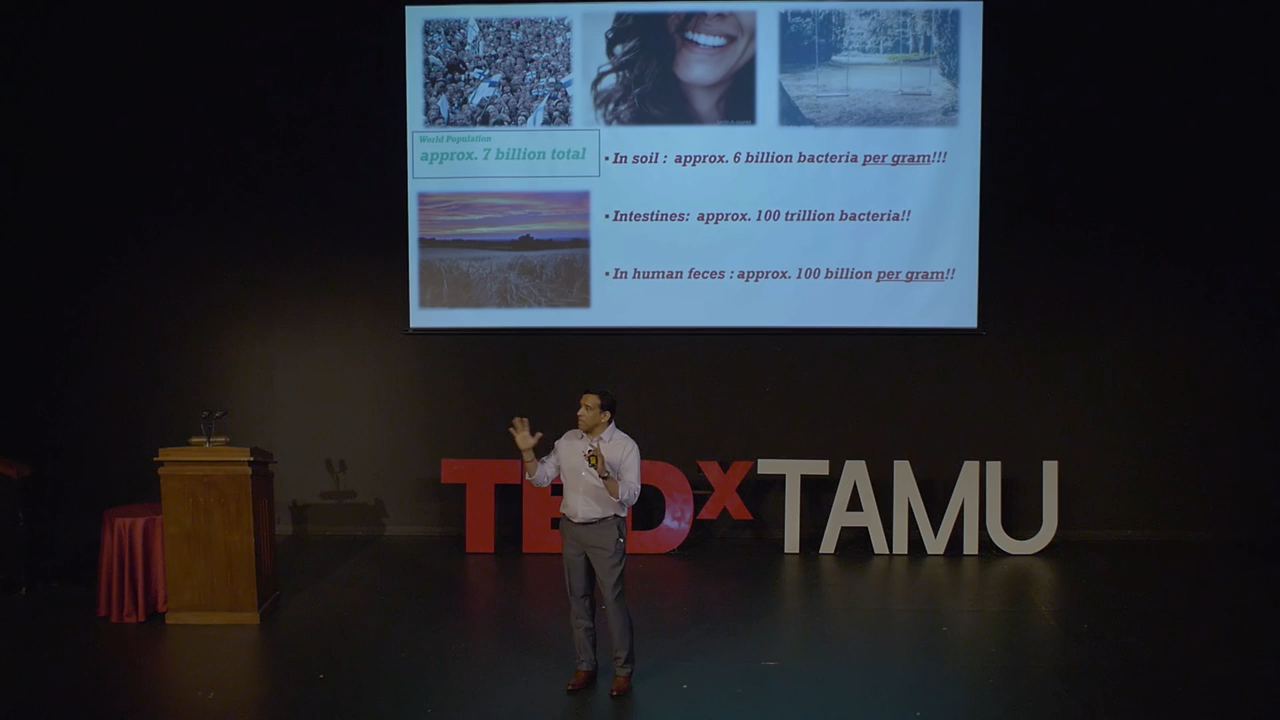 World Population
approx. 7 billion total
▪ In soil : approx. 6 billion bacteria per gram!!!
▪ Intestines: approx. 100 trillion bacteria!!
▪ In human feces : approx. 100 billion per gram!!
TEDxTAMU